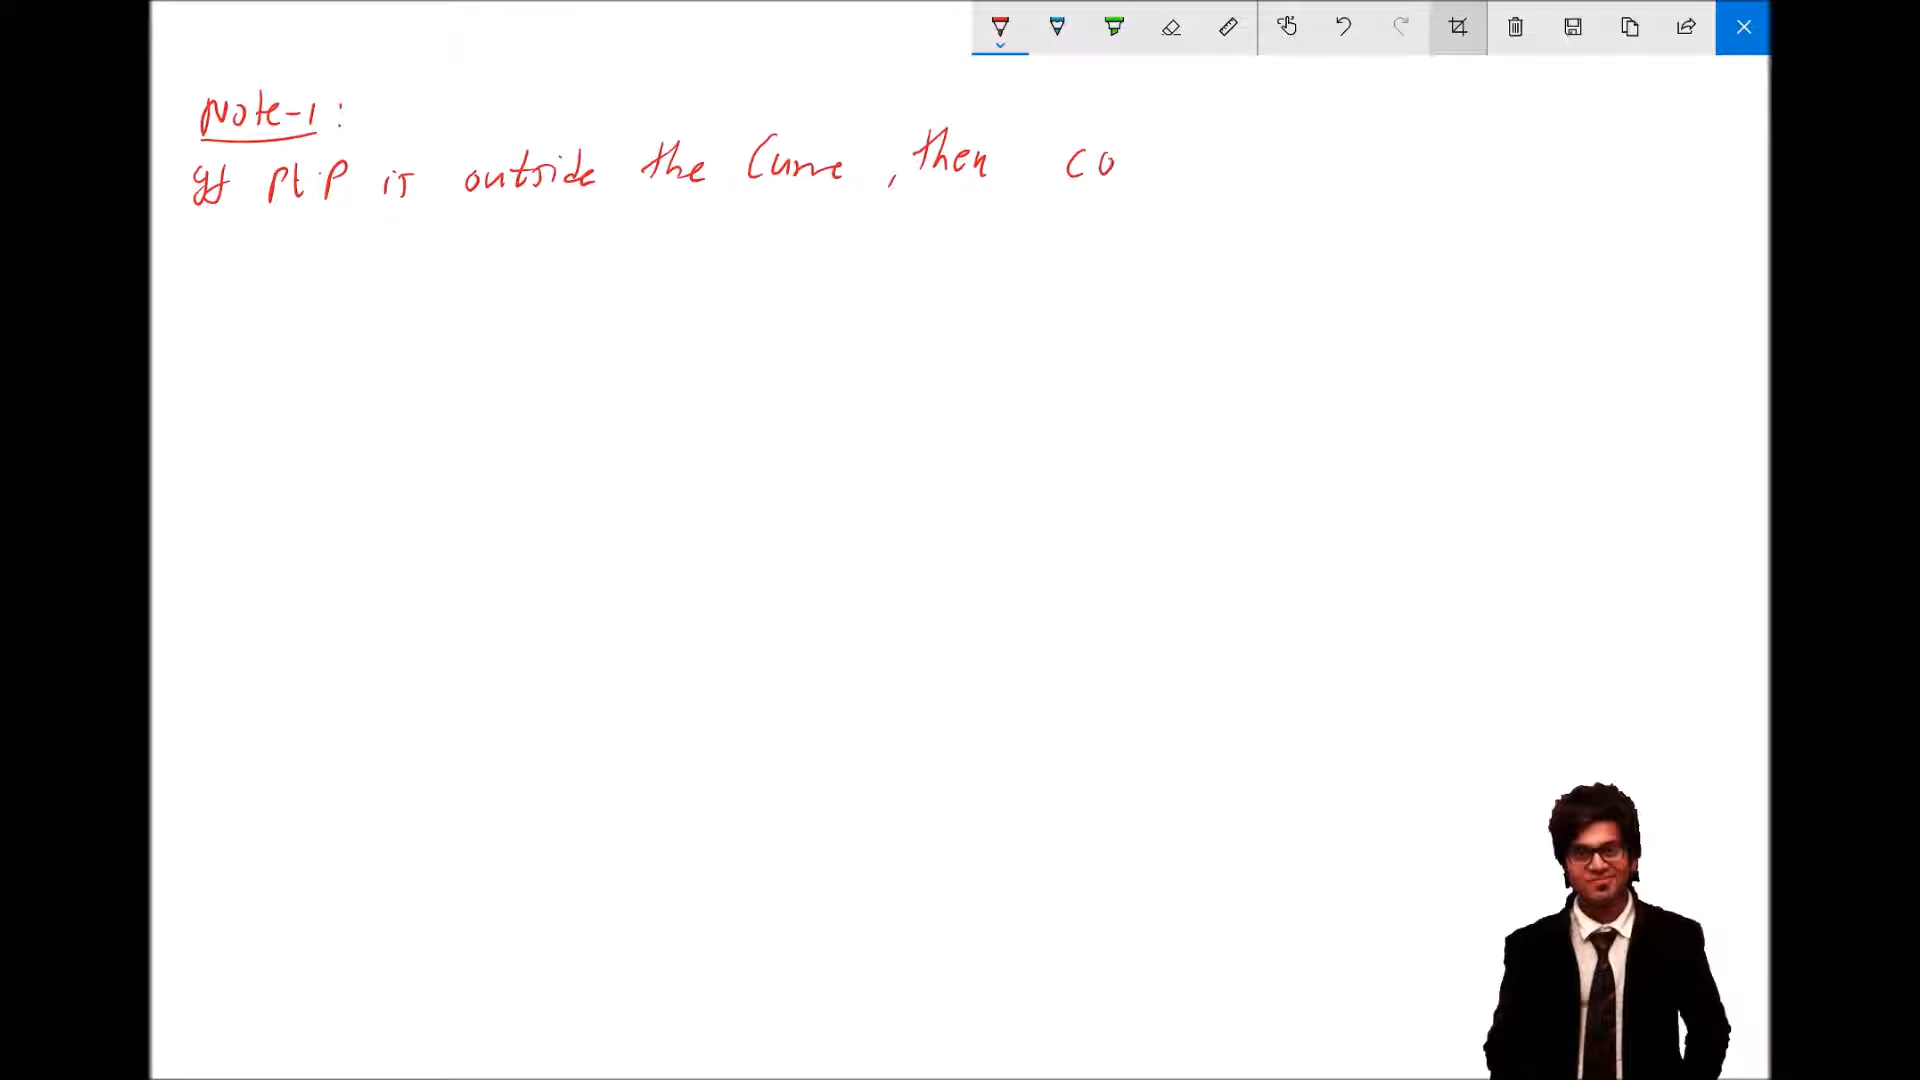 Note-1:
If Pt. P is outside the Curve, then co